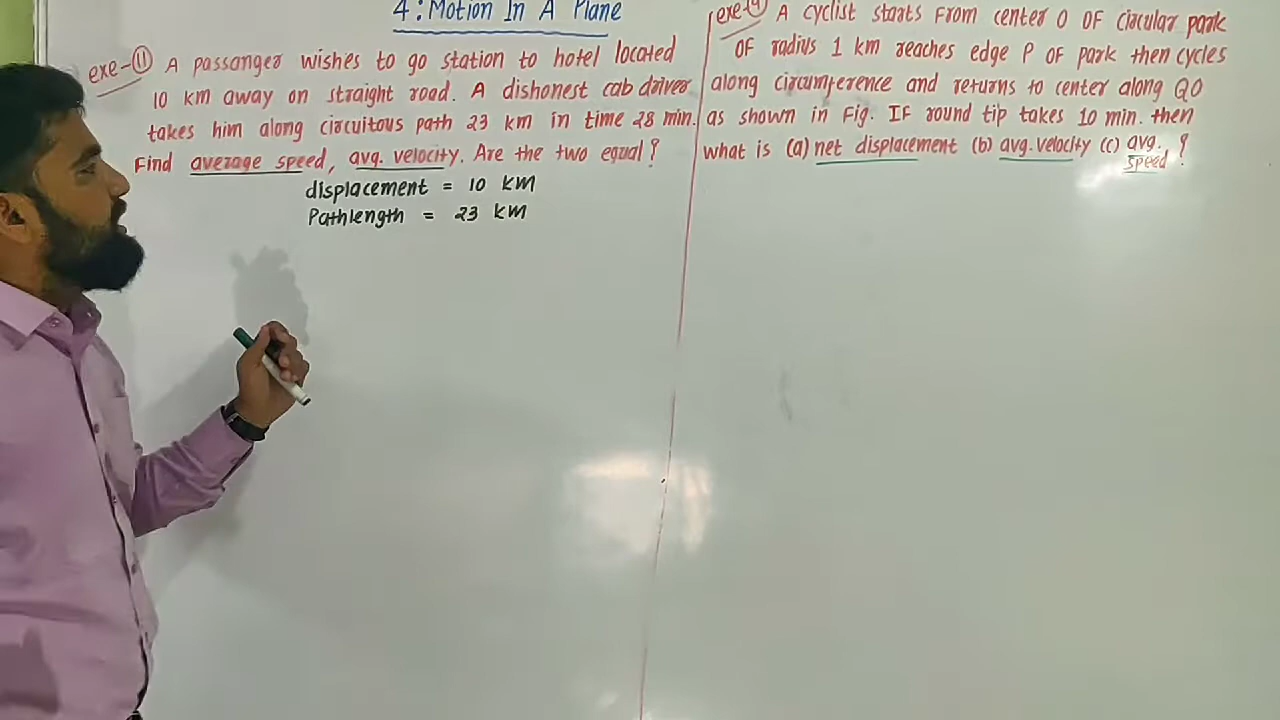 4 : Motion In A Plane
exe-11 A passanger wishes to go station to hotel located
10 km away on straight road. A dishonest cab driver
takes him along circuitous path 23 km in time 28 min.
Find average speed, avg. velocity. Are the two equal ?
displacement = 10 km
Pathlength = 23 km
exe-9 A cyclist starts From center O OF circular park
OF radius 1 km reaches edge P OF park then cycles
along circumference and returns to center along QO
as shown in Fig. IF round tip takes 10 min. then
what is (a) net displacement (b) avg. velocity (c) avg. speed ?